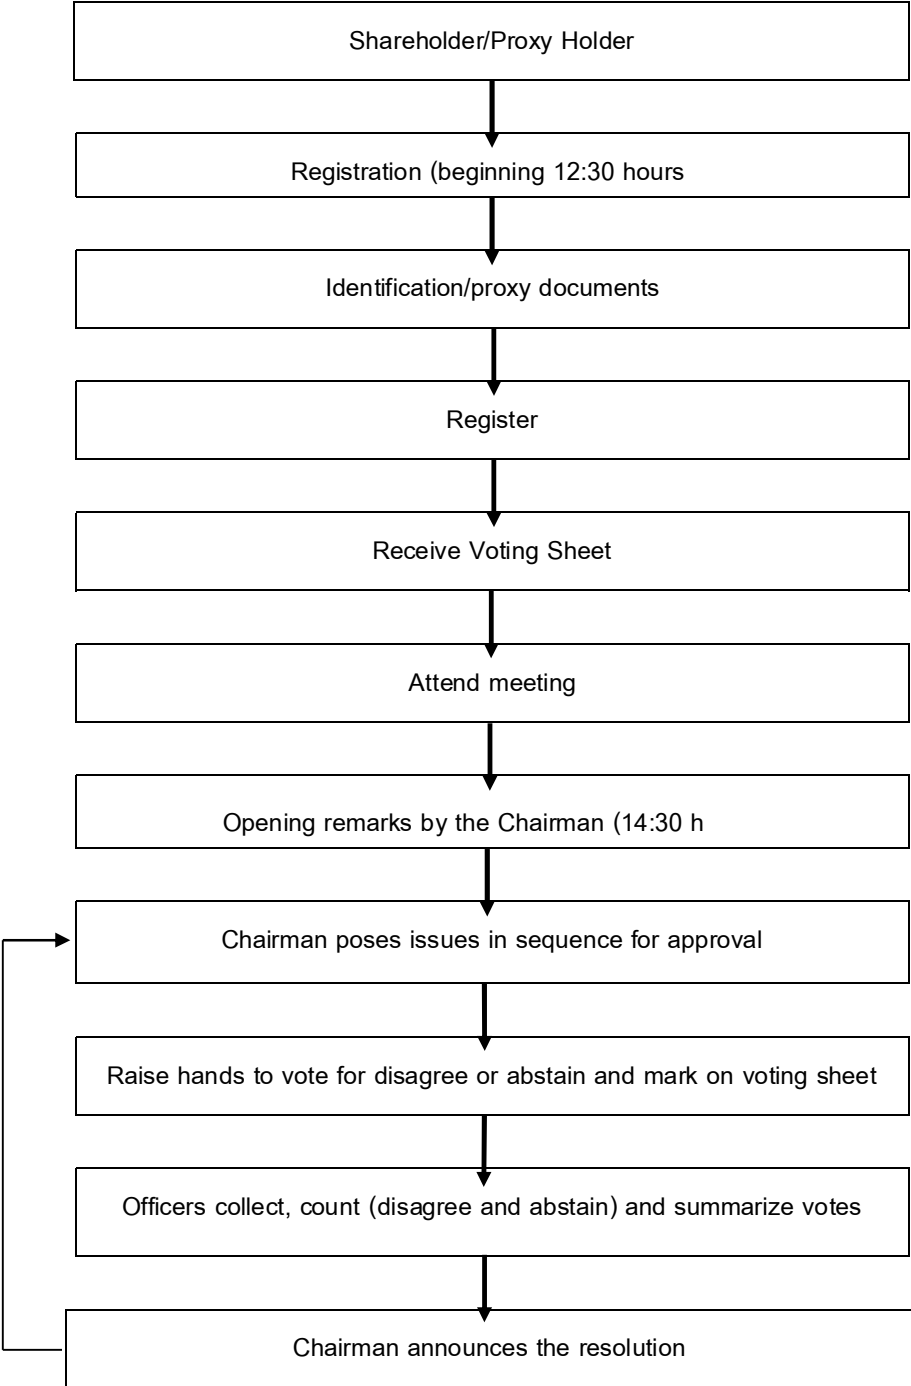 Shareholder/Proxy Holder
Registration (beginning 12:30 hours
Identification/proxy documents
Register
Receive Voting Sheet
Attend meeting
Opening remarks by the Chairman (14:30 h
Chairman poses issues in sequence for approval
Raise hands to vote for disagree or abstain and mark on voting sheet
Officers collect, count (disagree and abstain) and summarize votes
Chairman announces the resolution